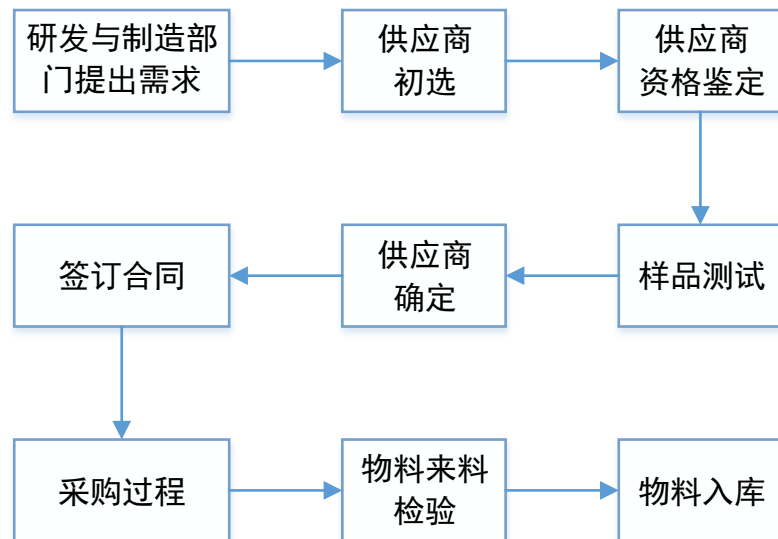 研发与制造部
门提出需求
供应商
初选
供应商
资格鉴定
样品测试
供应商
确定
签订合同
采购过程
物料来料
检验
物料入库